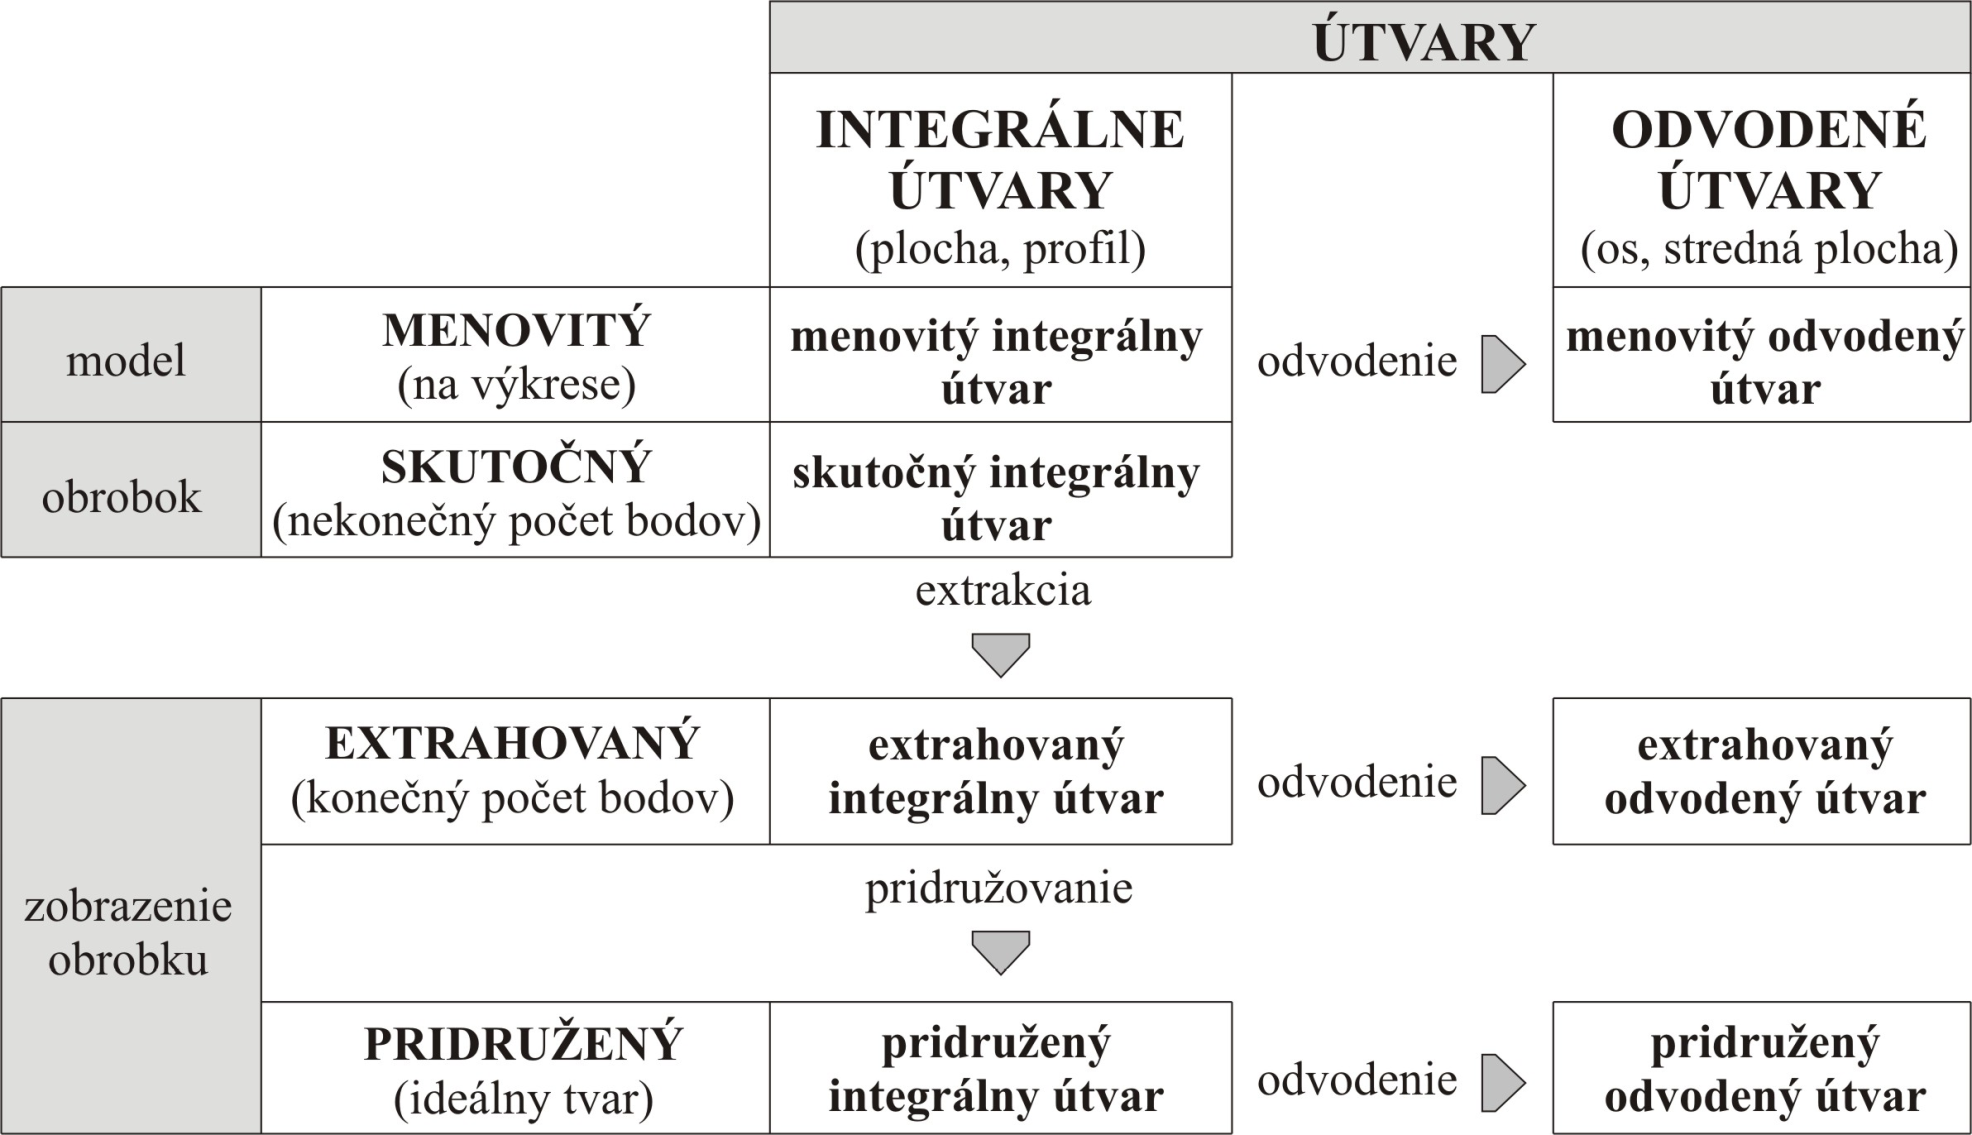 ÚTVARY
INTEGRÁLNE
ÚTVARY
(plocha, profil)
ODVODENÉ
ÚTVARY
(os, stredná plocha)
model
MENOVITÝ
(na výkrese)
menovitý integrálny
útvar
odvodenie
menovitý odvodený
útvar
obrobok
SKUTOČNÝ
(nekonečný počet bodov)
skutočný integrálny
útvar
extrakcia
zobrazenie
obrobku
EXTRAHOVANÝ
(konečný počet bodov)
extrahovaný
integrálny útvar
odvodenie
extrahovaný
odvodený útvar
pridružovanie
PRIDRUŽENÝ
(ideálny tvar)
pridružený
integrálny útvar
odvodenie
pridružený
odvodený útvar